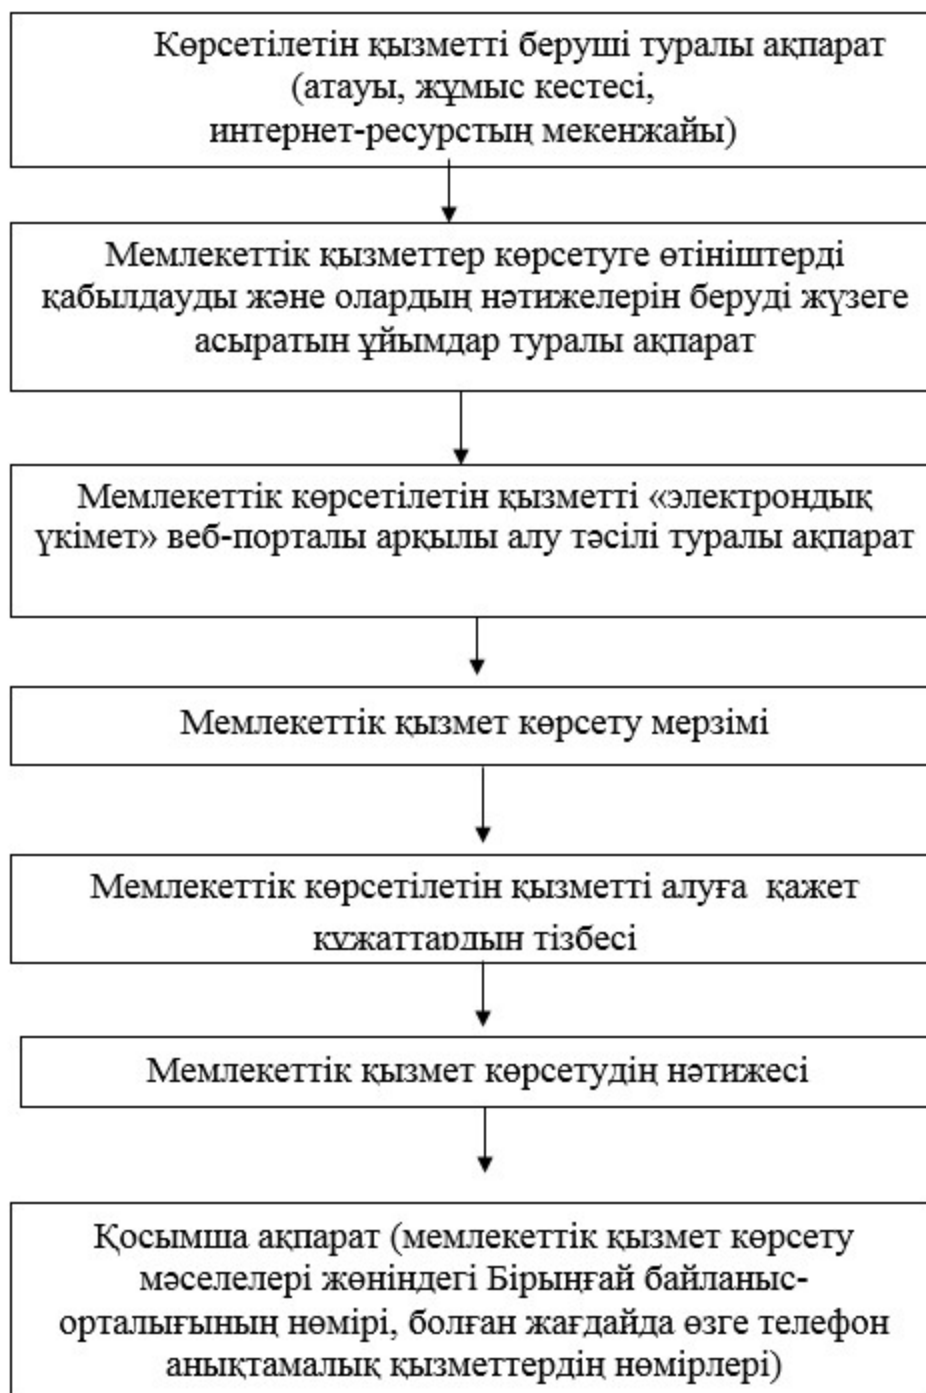 Көрсетілетін қызметті беруші туралы ақпарат
(атауы, жұмыс кестесі,
интернет-ресурстың мекенжайы)
Мемлекеттік қызметтер көрсетуге өтініштерді
қабылдауды және олардың нәтижелерін беруді жүзеге
асыратын ұйымдар туралы ақпарат
Мемлекеттік көрсетілетін қызметті «электрондық
үкімет» веб-порталы арқылы алу тәсілі туралы ақпарат
Мемлекеттік қызмет көрсету мерзімі
Мемлекеттік көрсетілетін қызметті алуға қажет
құжаттардың тізбесі
Мемлекеттік қызмет көрсетудің нәтижесі
Қосымша ақпарат (мемлекеттік қызмет көрсету
мәселелері жөніндегі Бірыңғай байланыс-
орталығының нөмірі, болған жағдайда өзге телефон
анықтамалық қызметтердің нөмірлері)